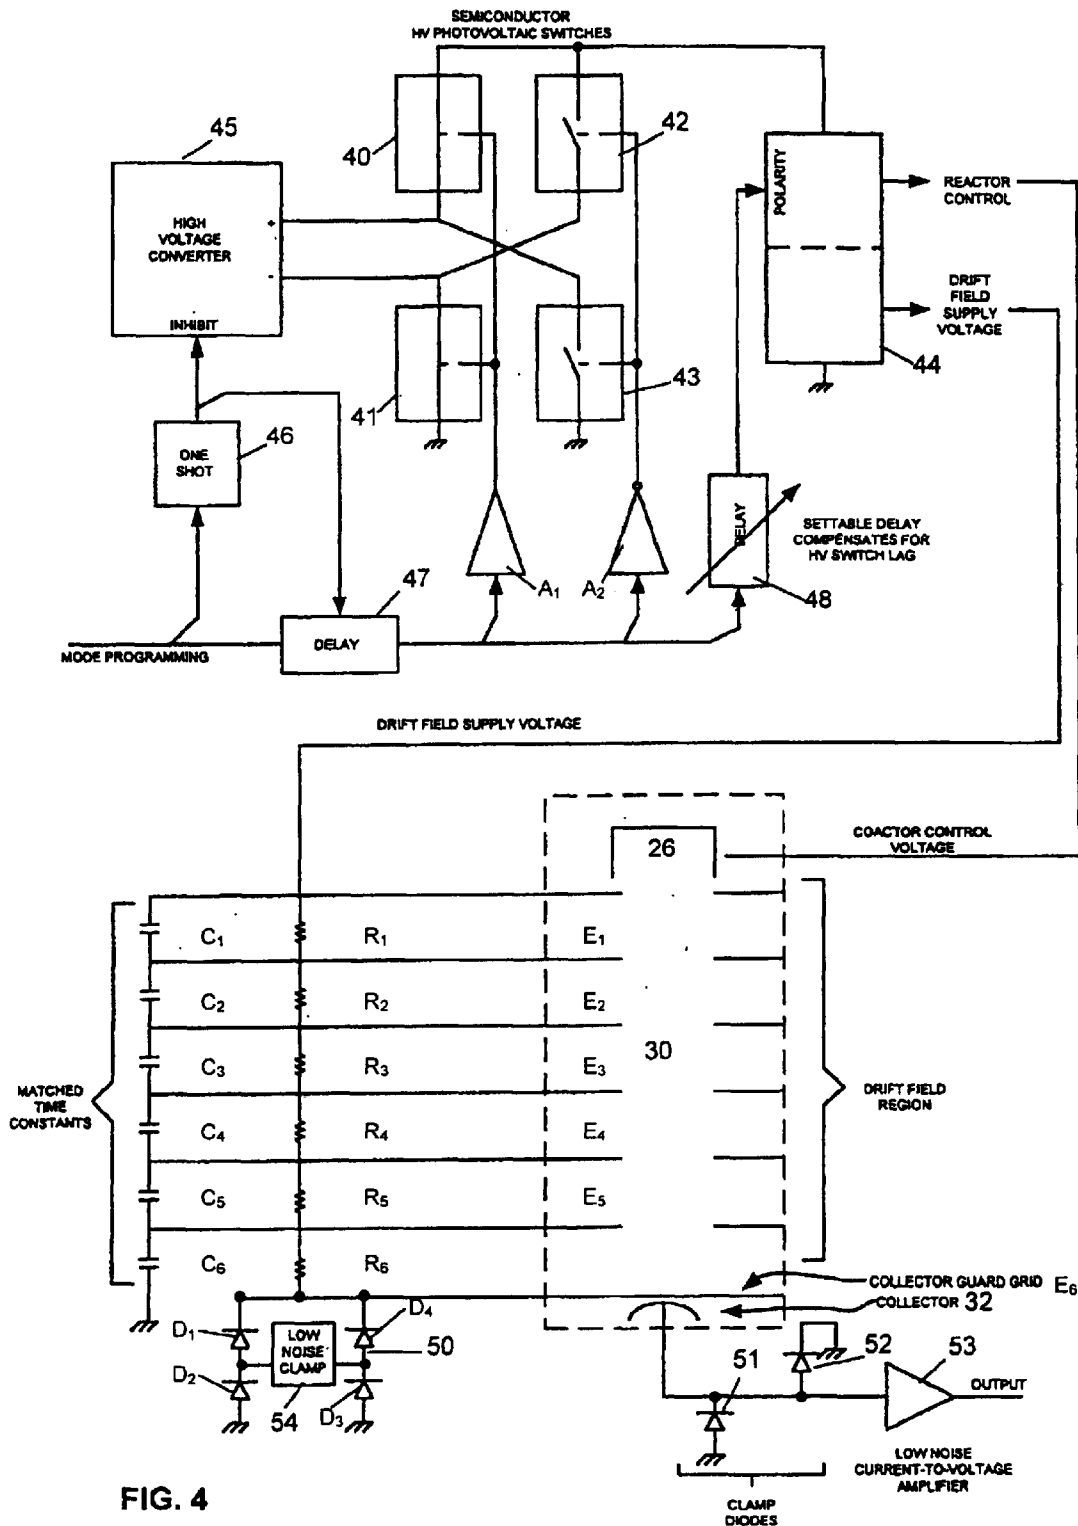 SEMICONDUCTOR
HV PHOTOVOLTAIC SWITCHES
45
40
42
POLARITY
REACTOR
CONTROL
HIGH
VOLTAGE
CONVERTER
+
-
INHIBIT
DRIFT
FIELD
SUPPLY
VOLTAGE
44
41
43
46
ONE
SHOT
DELAY
SETTABLE DELAY
COMPENSATES FOR
HV SWITCH LAG
48
A1
A2
47
DELAY
MODE PROGRAMMING
DRIFT FIELD SUPPLY VOLTAGE
COACTOR CONTROL
VOLTAGE
26
C1 R1 E1
C2 R2 E2
30
C3 R3 E3
C4 R4 E4
C5 R5 E5
C6 R6
MATCHED
TIME
CONSTANTS
DRIFT FIELD
REGION
COLLECTOR GUARD GRID E6
COLLECTOR 32
D1
D4
LOW
NOISE
CLAMP
50
D2
54
D3
51
52
53
OUTPUT
LOW NOISE
CURRENT-TO-VOLTAGE
AMPLIFIER
CLAMP
DIODES
FIG. 4